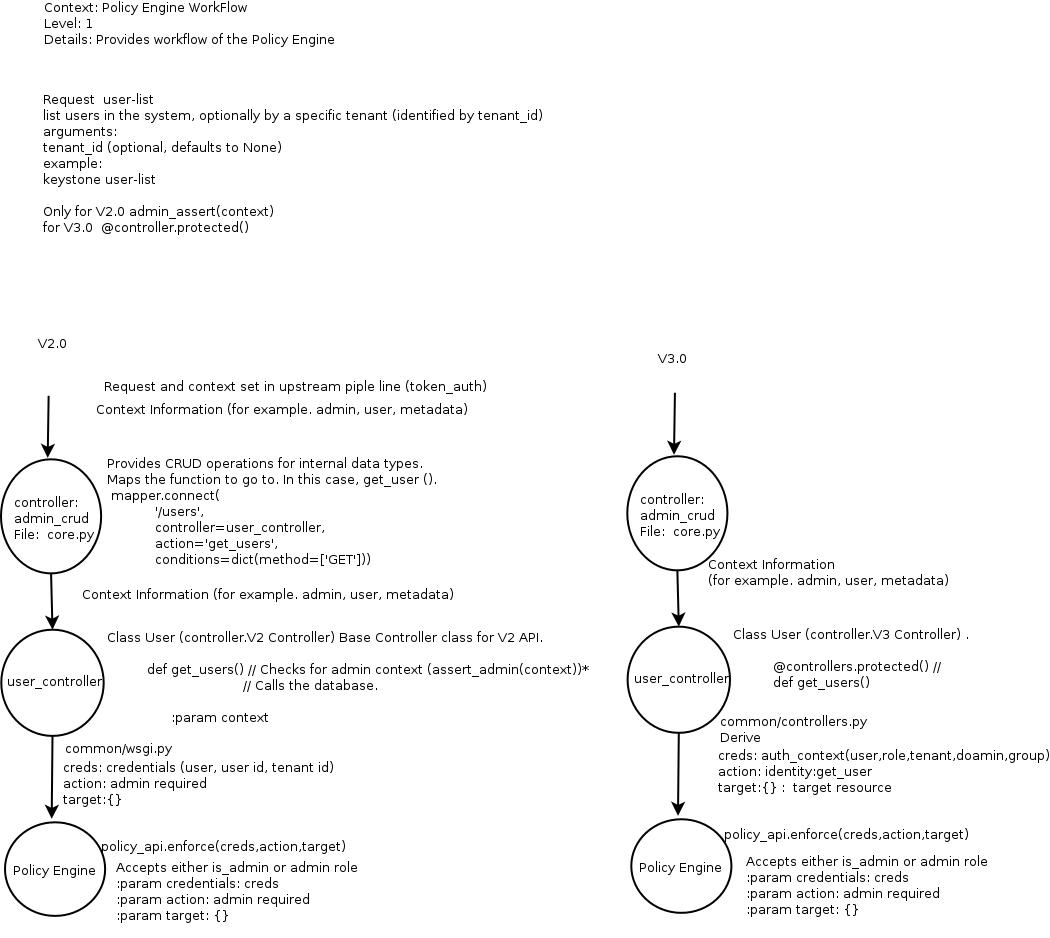 Context: Policy Engine WorkFlow
Level: 1
Details: Provides workflow of the Policy Engine
Request  user-list
list users in the system, optionally by a specific tenant (identified by tenant_id)
arguments:
tenant_id (optional, defaults to None)
example:
keystone user-list
Only for V2.0 admin_assert(context)
for V3.0  @controller.protected()
V2.0
Request and context set in upstream piple line (token_auth)
Context Information (for example. admin, user, metadata)
controller:
admin_crud
File:  core.py
Provides CRUD operations for internal data types.
Maps the function to go to. In this case, get_user ().
mapper.connect(
'/users',
controller=user_controller,
action='get_users',
conditions=dict(method=['GET']))
Context Information (for example. admin, user, metadata)
user_controller
Class User (controller.V2 Controller) Base Controller class for V2 API.
def get_users() // Checks for admin context (assert_admin(context))*
// Calls the database.
:param context
common/wsgi.py
creds: credentials (user, user id, tenant id)
action: admin required
target:{}
Policy Engine
policy_api.enforce(creds,action,target)
Accepts either is_admin or admin role
:param credentials: creds
:param action: admin required
:param target: {}
V3.0
controller:
admin_crud
File:  core.py
Context Information
(for example. admin, user, metadata)
user_controller
Class User (controller.V3 Controller) .
@controllers.protected() //
def get_users()
common/controllers.py
Derive
creds: auth_context(user,role,tenant,doamin,group)
action: identity:get_user
target:{} :  target resource
Policy Engine
policy_api.enforce(creds,action,target)
Accepts either is_admin or admin role
:param credentials: creds
:param action: admin required
:param target: {}